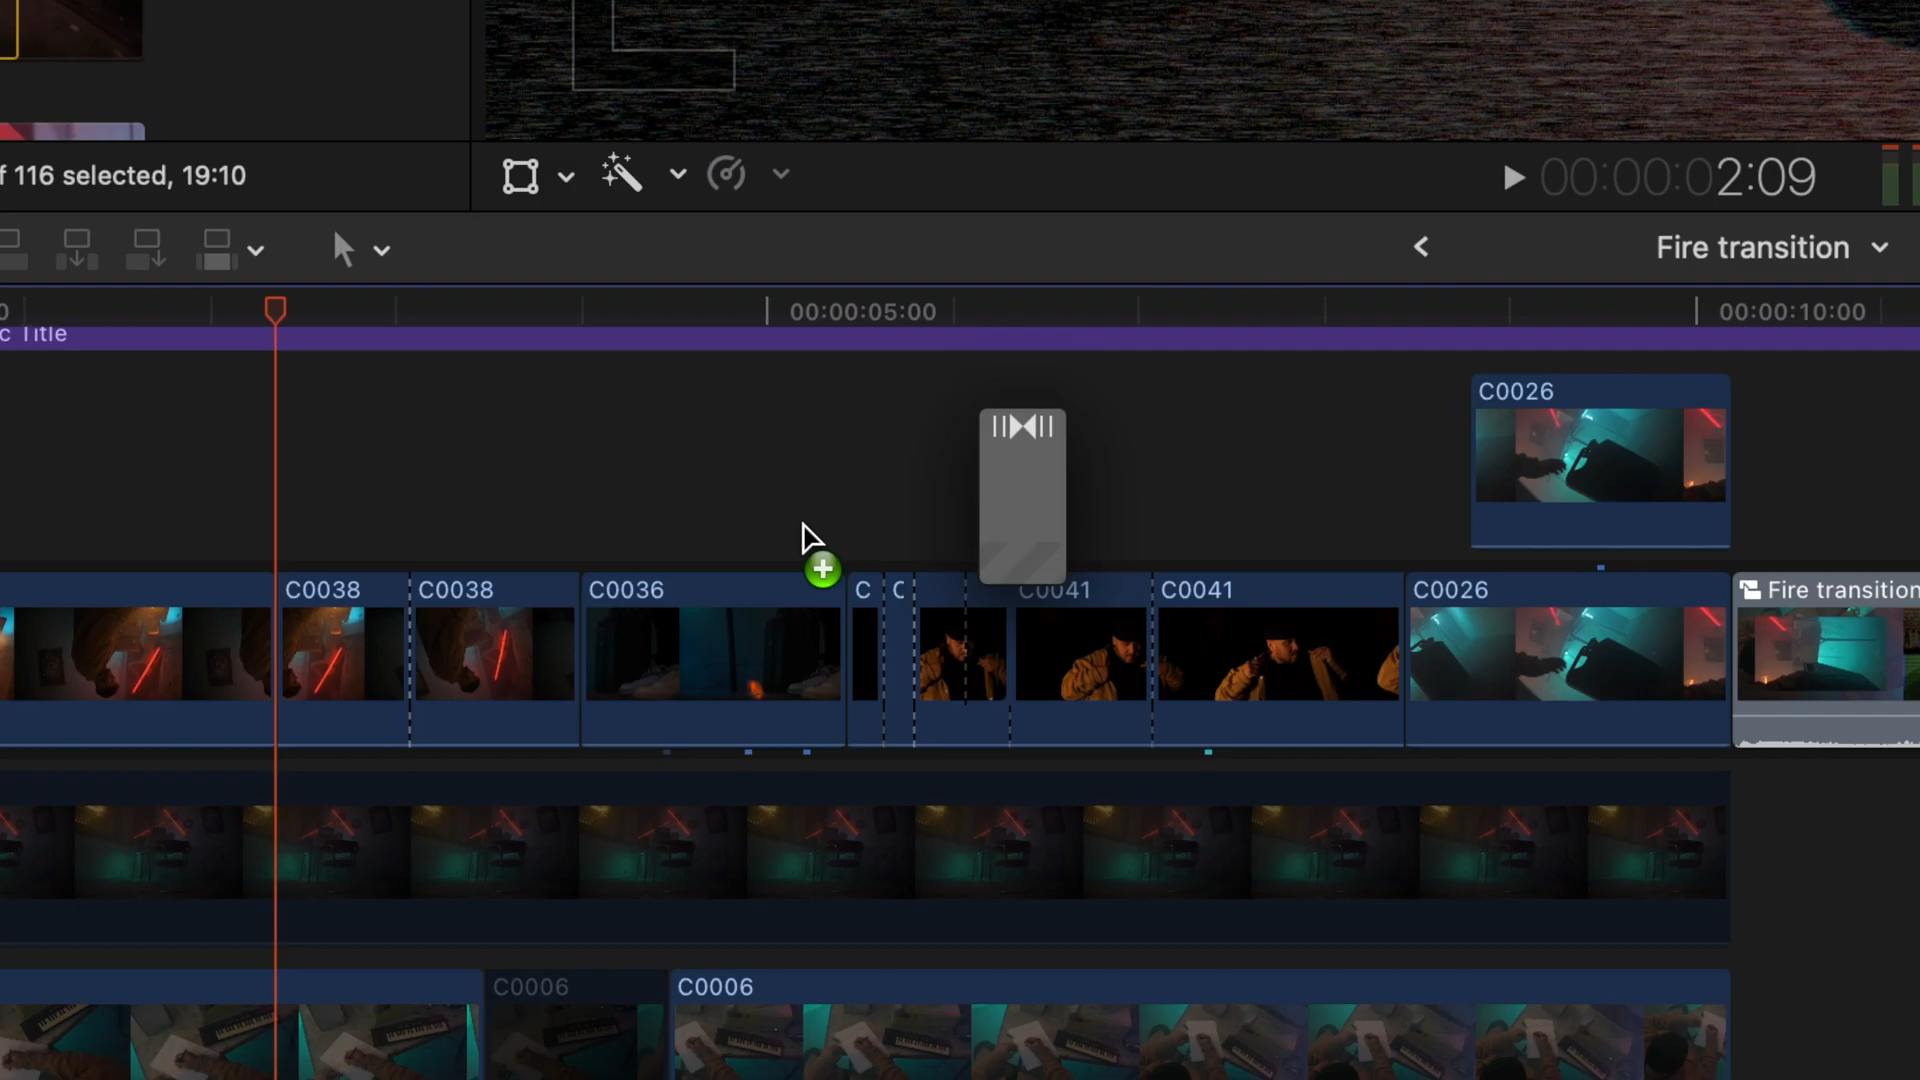 f 116 selected, 19:10
00:00:02:09
Fire transition
0
00:00:05:00
00:00:10:00
c Title
C0026
C0038
C0038
C0036
C
C
C0041
C0041
C0026
Fire transition
C0006
C0006